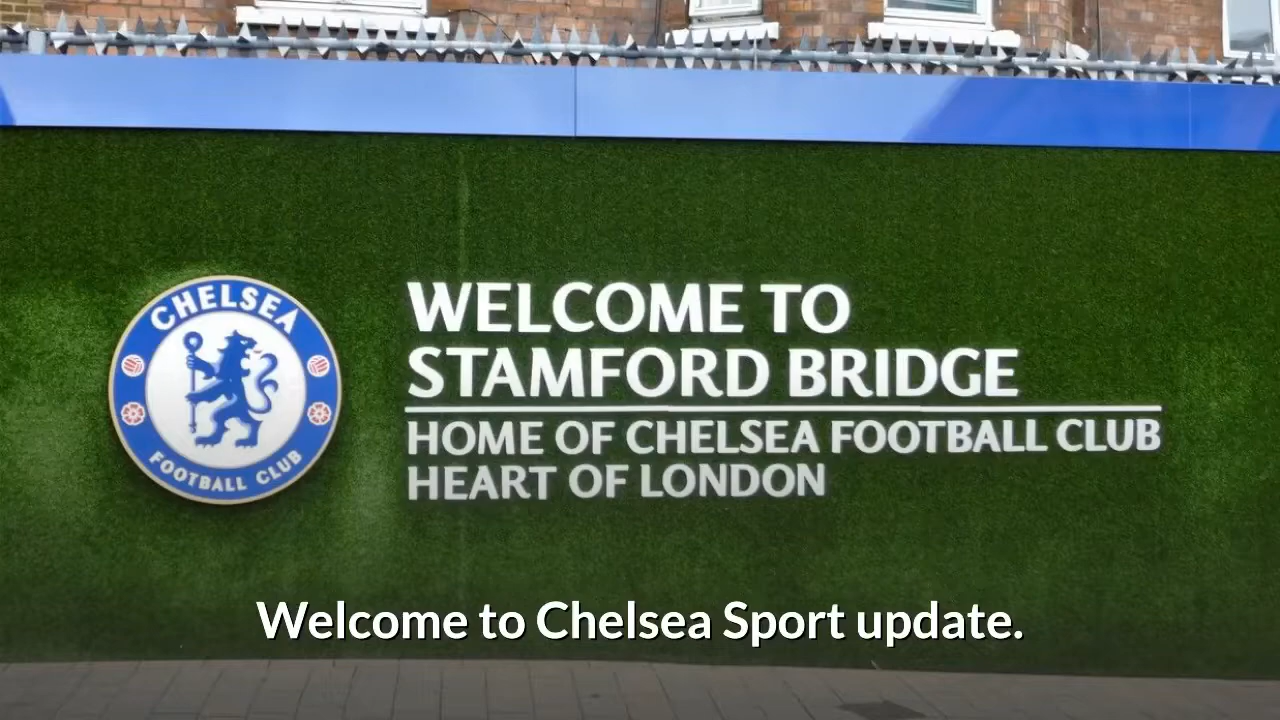 CHELSEA
FOOTBALL CLUB
WELCOME TO
STAMFORD BRIDGE
HOME OF CHELSEA FOOTBALL CLUB
HEART OF LONDON
Welcome to Chelsea Sport update.